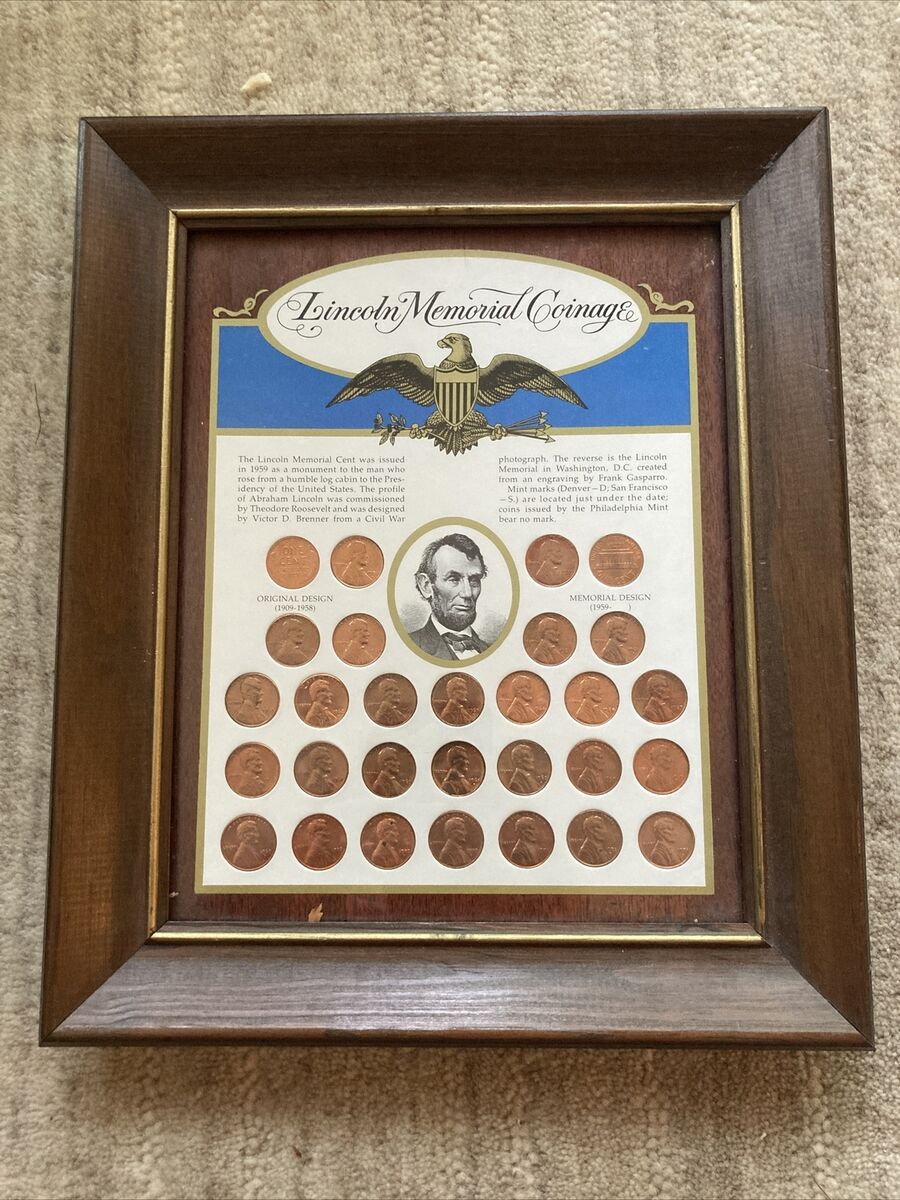 Lincoln Memorial Coinage
The Lincoln Memorial Cent was issued
in 1959 as a monument to the man who
rose from a humble log cabin to the Pres-
idency of the United States. The profile
of Abraham Lincoln was commissioned
by Theodore Roosevelt and was designed
by Victor D. Brenner from a Civil War
photograph. The reverse is the Lincoln
Memorial in Washington, D.C. created
from an engraving by Frank Gasparro.
Mint marks (Denver—D; San Francisco
—S.) are located just under the date;
coins issued by the Philadelphia Mint
bear no mark.
ONE
CENT
ORIGINAL DESIGN
(1909-1958)
MEMORIAL DESIGN
(1959- )